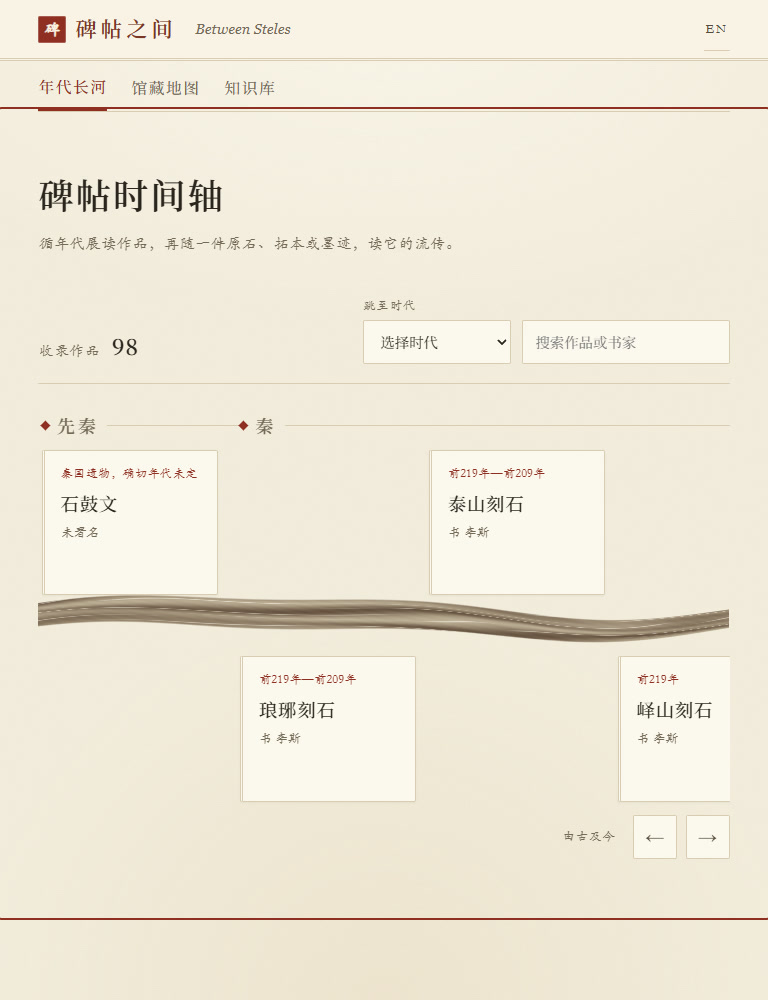 碑 碑帖之间 Between Steles EN
年代长河 馆藏地图 知识库
碑帖时间轴
循年代展读作品，再随一件原石、拓本或墨迹，读它的流传。
跳至时代
收录作品 98 选择时代 搜索作品或书家
先秦 秦
秦国遗物，确切年代未定
石鼓文
未署名
前219年—前209年
泰山刻石
书 李斯
前219年—前209年
琅琊刻石
书 李斯
前219年
峄山刻石
书 李斯
由古及今 ← →